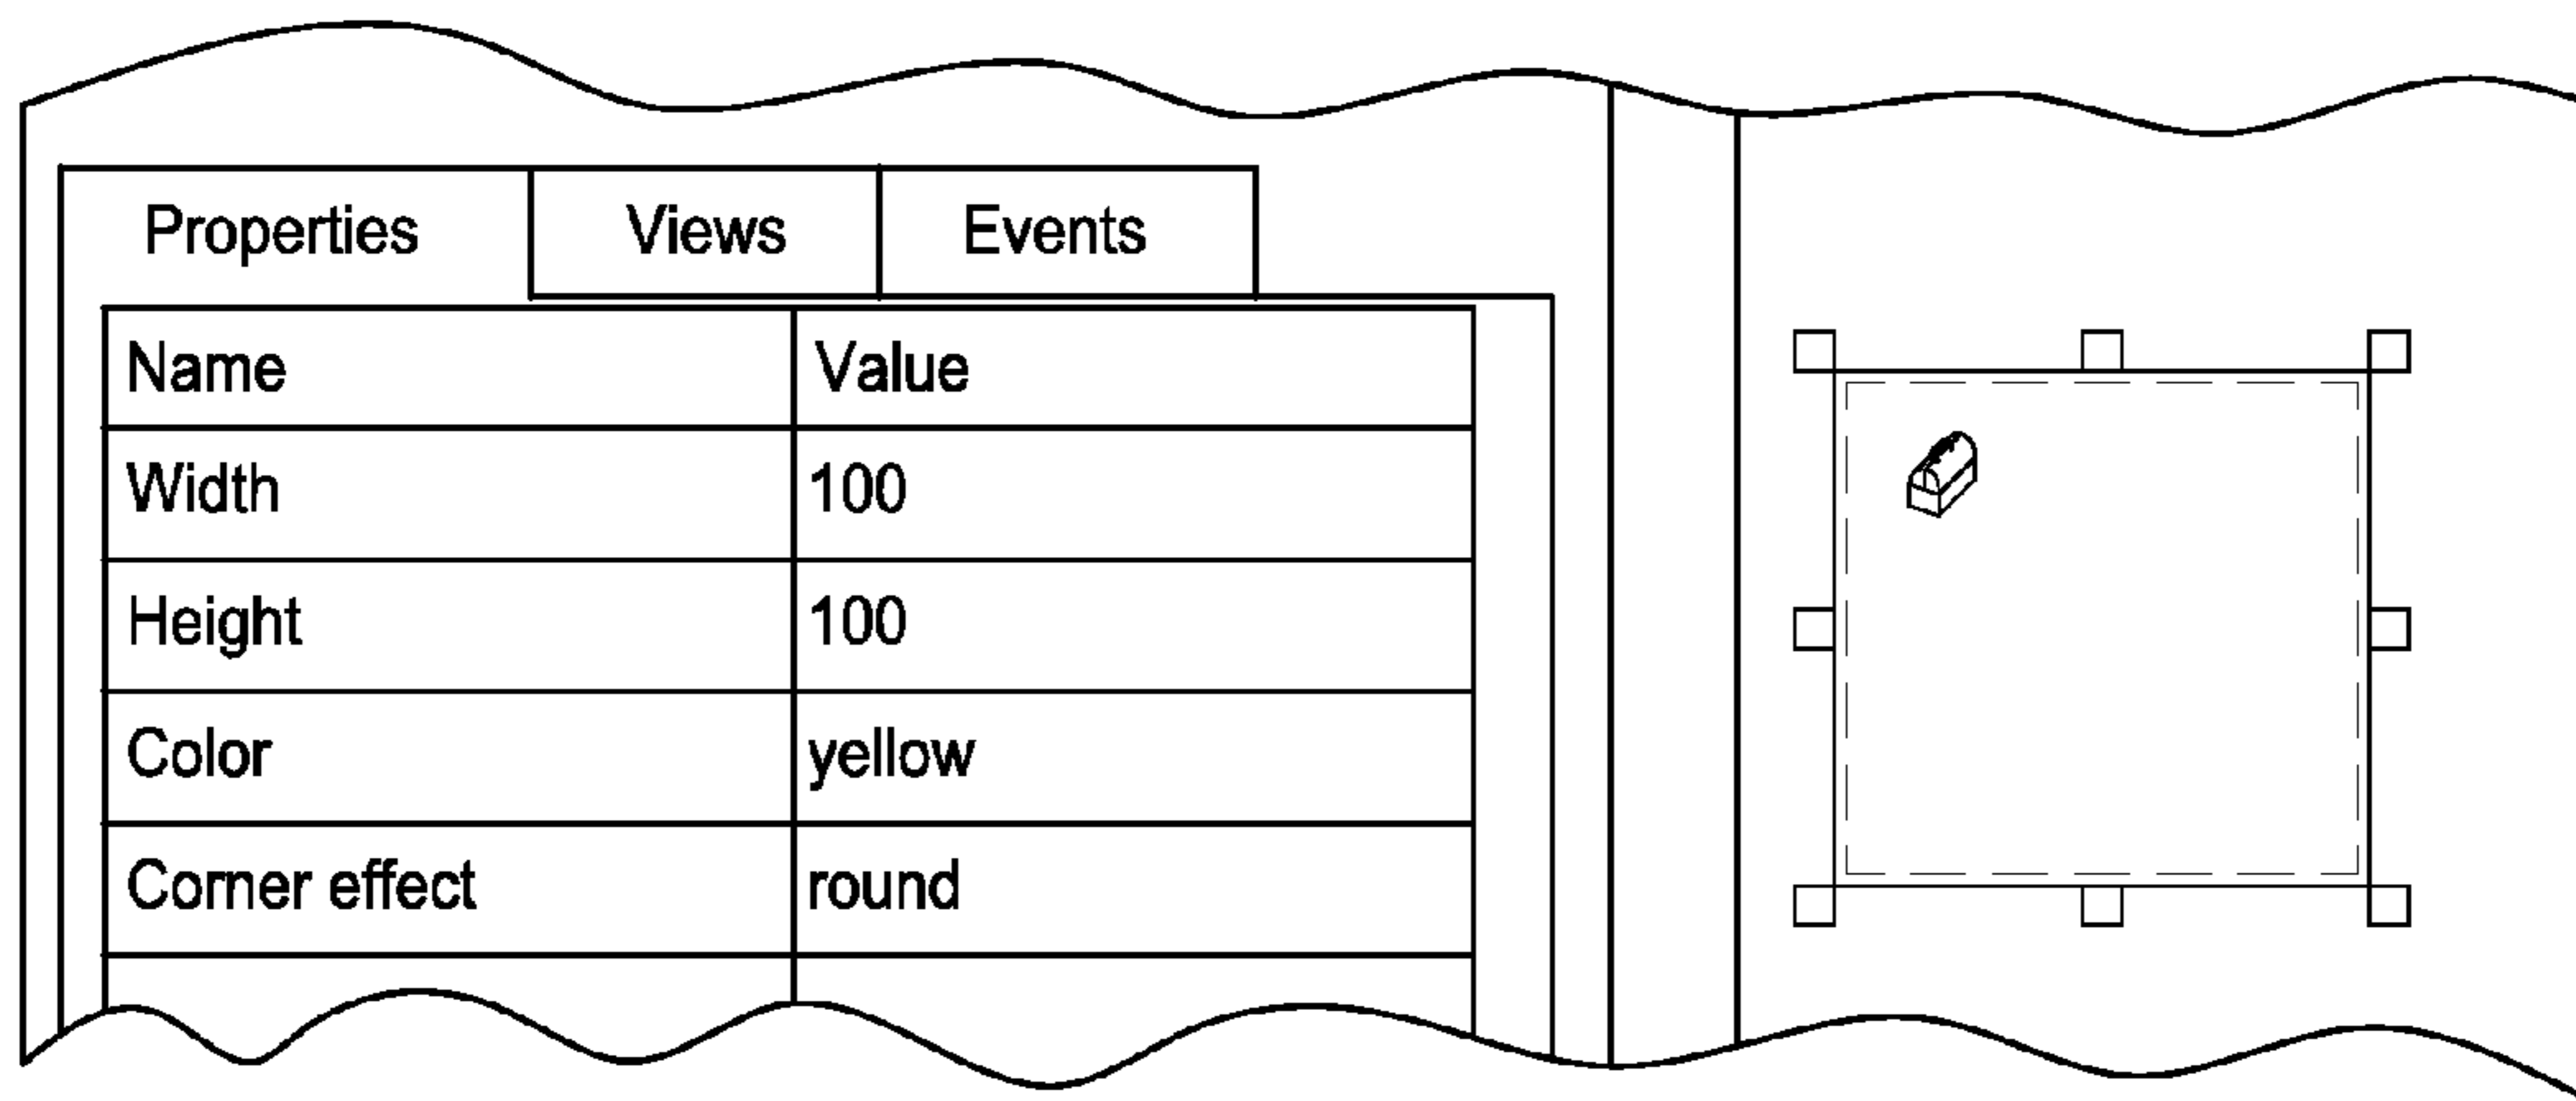 Properties Views Events
Name Value
Width 100
Height 100
Color yellow
Corner effect round